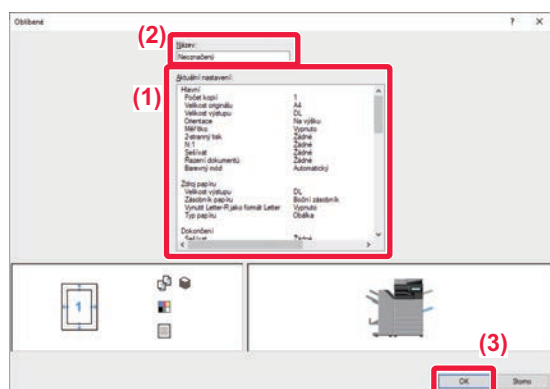 Oblíbené ? ×
(2)
Název:
Neoznačený
Aktuální nastavení:
(1)
Hlavní
Počet kopií 1
Velikost originálu A4
Velikost výstupu DL
Orientace Na výšku
Měřítko Vypnuto
2-stranný tisk Žádné
N:1 Žádné
Sešívat Žádné
Řazení dokumentů Žádné
Barevný mód Automatický
Zdroj papíru
Velikost výstupu DL
Zásobník papíru Boční zásobník
Vynutit Letter-R jako formát Letter Vypnuto
Typ papíru Obálka
Dokončení
Sešívat Žádné
1
(3)
OK Storno